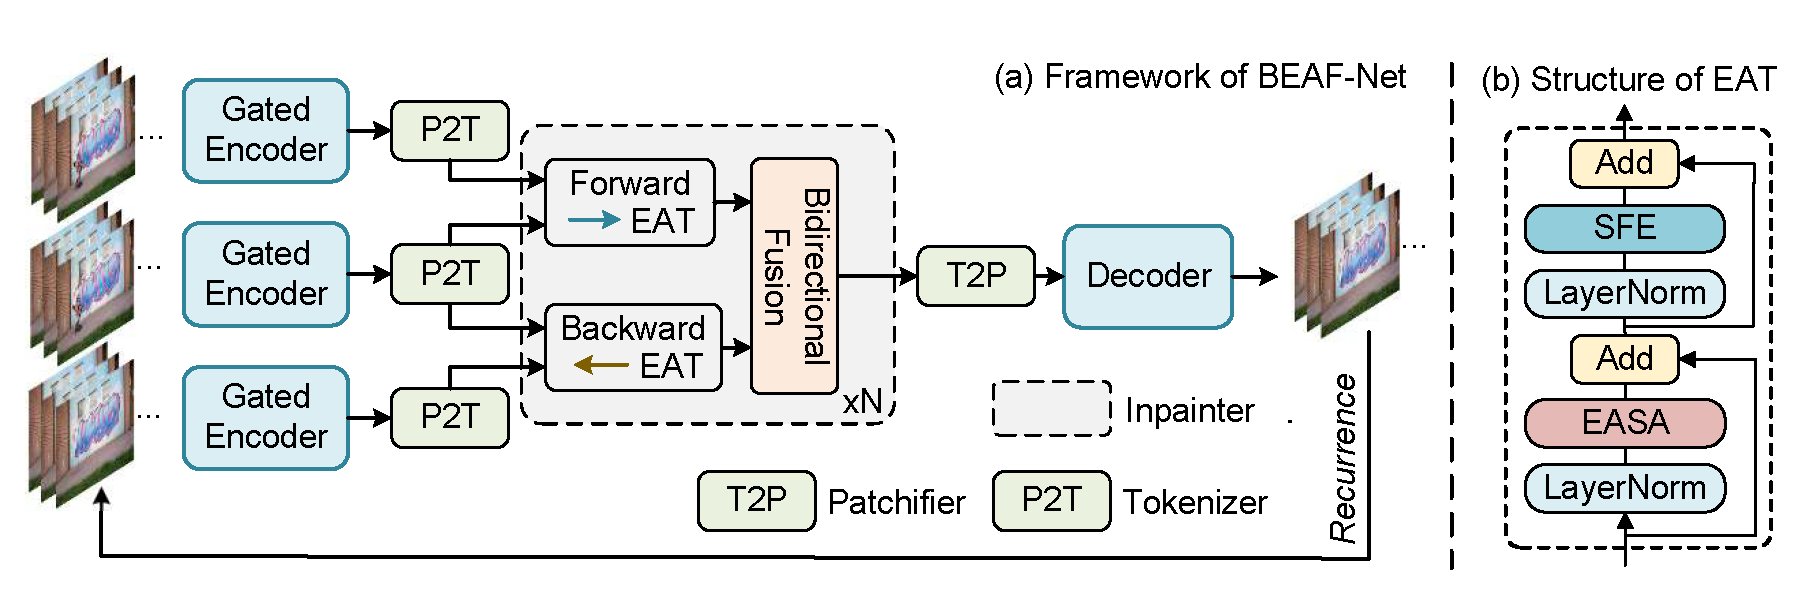 (a) Framework of BEAF-Net
(b) Structure of EAT
...
Gated
Encoder
P2T
...
Gated
Encoder
P2T
...
Gated
Encoder
P2T
Forward
EAT
Backward
EAT
Bidirectional
Fusion
xN
T2P
Decoder
...
Inpainter
.
T2P
Patchifier
P2T
Tokenizer
Recurrence
Add
SFE
LayerNorm
Add
EASA
LayerNorm